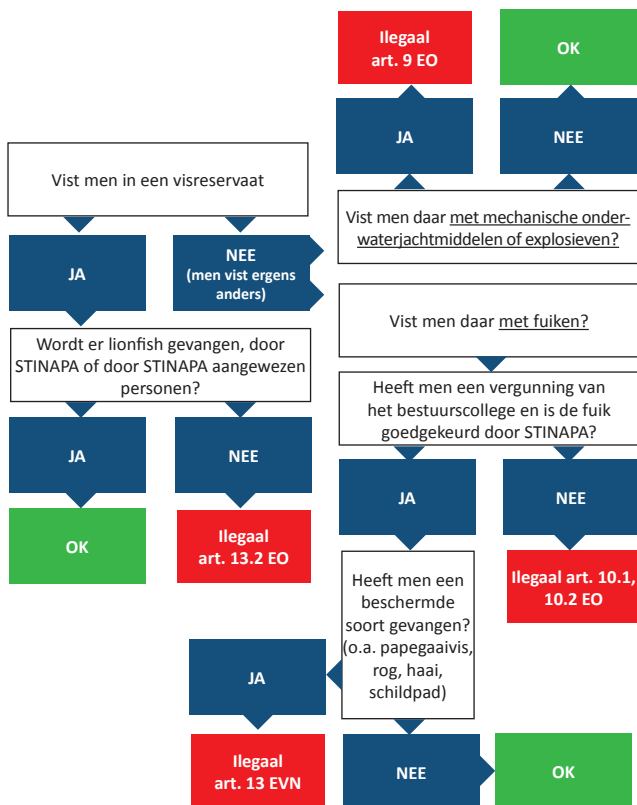 Ilegaal
art. 9 EO
OK
JA
NEE
Vist men in een visreservaat
Vist men daar met mechanische onder-
waterjachtmiddelen of explosieven?
JA
NEE
(men vist ergens
anders)
Vist men daar met fuiken?
Wordt er lionfish gevangen, door
STINAPA of door STINAPA aangewezen
personen?
Heeft men een vergunning van
het bestuurscollege en is de fuik
goedgekeurd door STINAPA?
JA
NEE
JA
NEE
OK
Ilegaal
art. 13.2 EO
Heeft men een
beschermde
soort gevangen?
(o.a. papegaaivis,
rog, haai,
schildpad)
Ilegaal art. 10.1,
10.2 EO
JA
Ilegaal
art. 13 EVN
NEE
OK